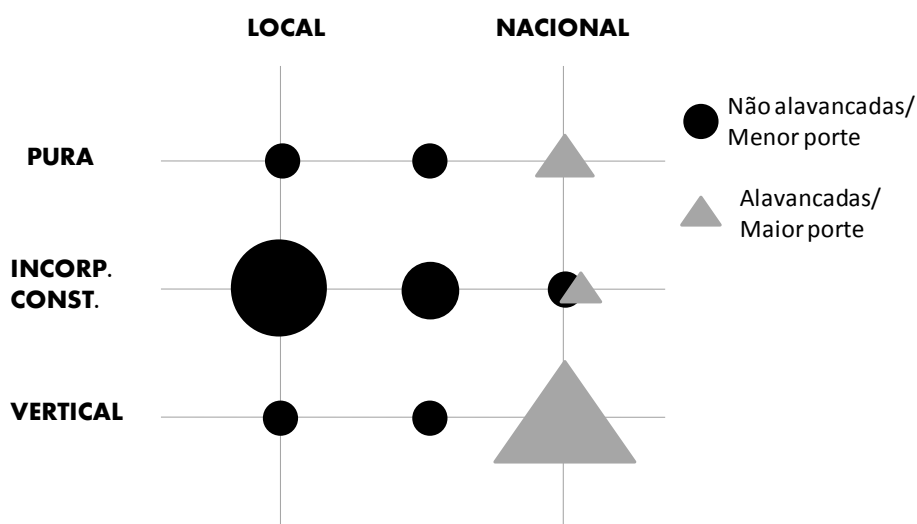 LOCAL
NACIONAL
Não alavancadas/
Menor porte
PURA
Alavancadas/
Maior porte
INCORP.
CONST.
VERTICAL